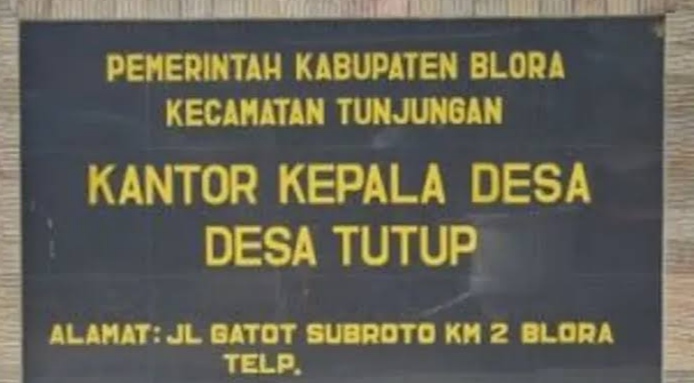 PEMERINTAH KABUPATEN BLORA
KECAMATAN TUNJUNGAN
KANTOR KEPALA DESA
DESA TUTUP
ALAMAT: JL GATOT SUBROTO KM 2 BLORA
TELP.